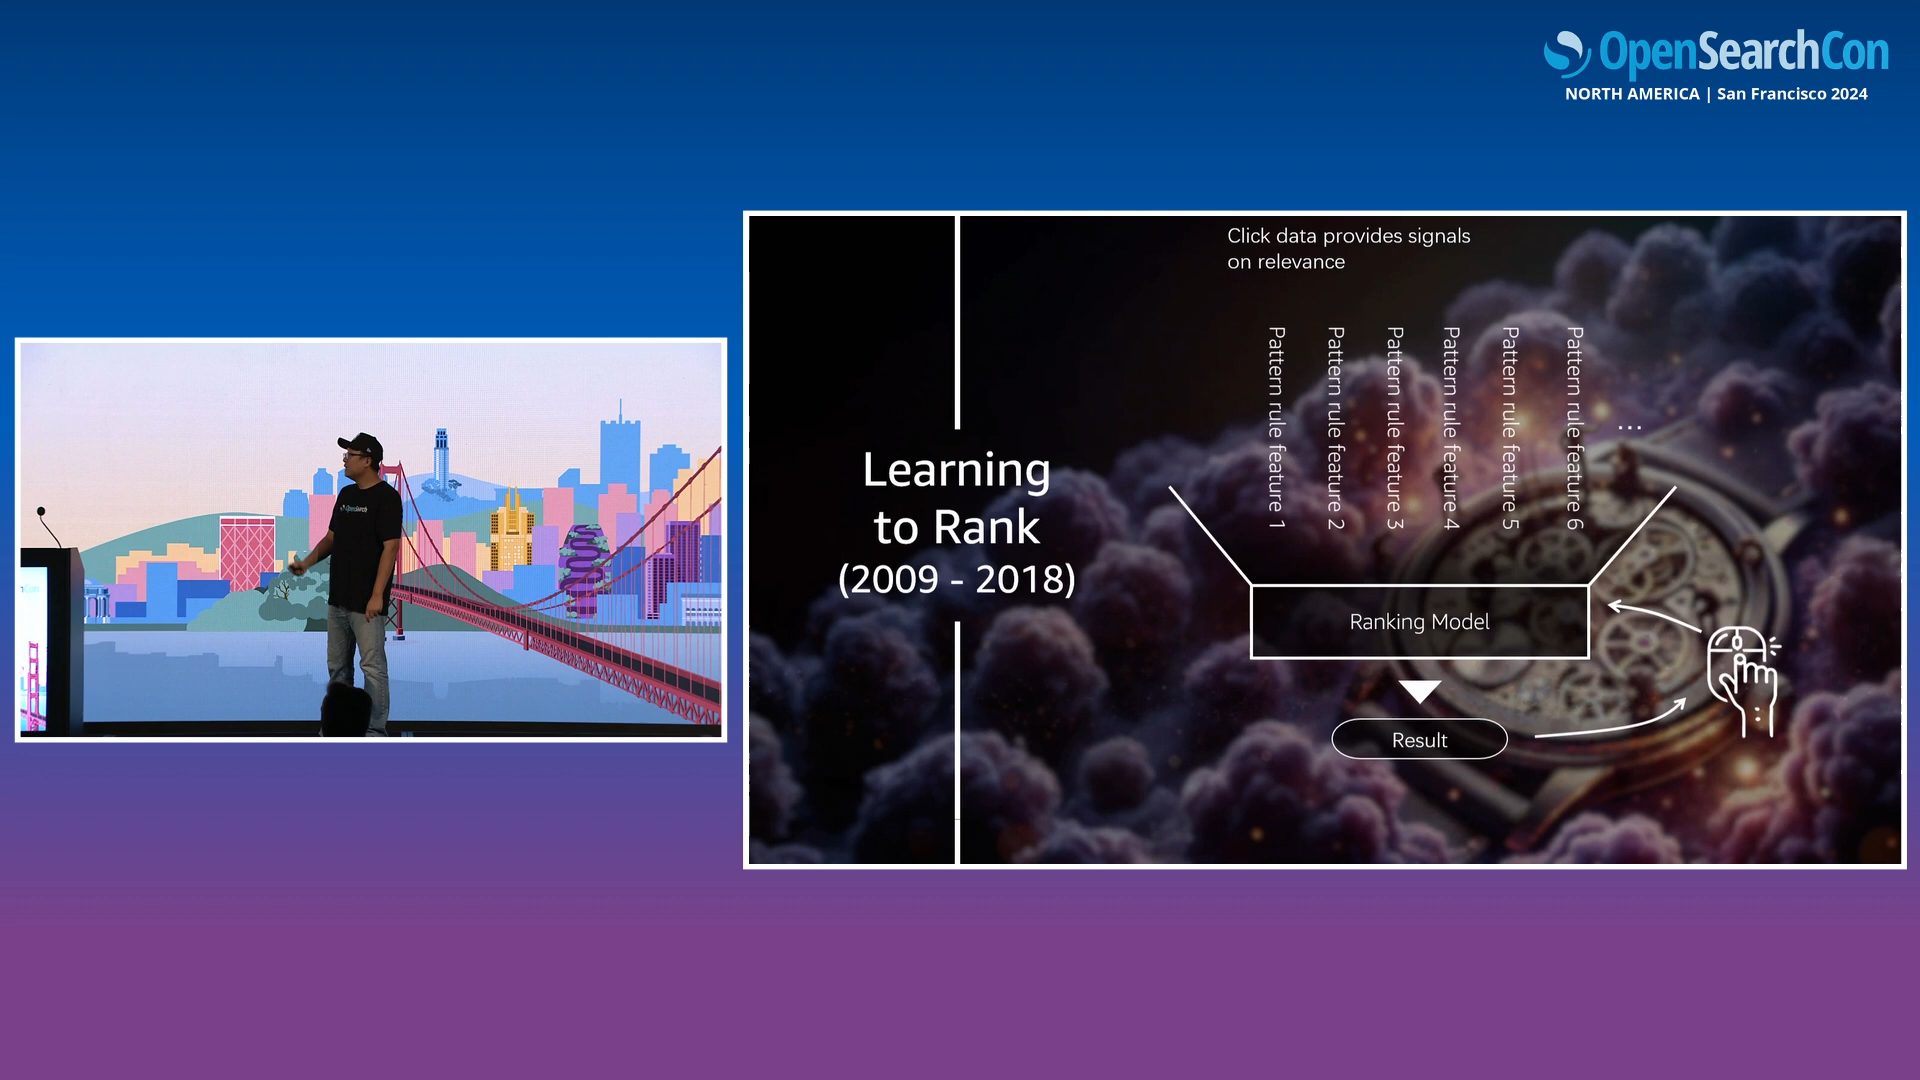 OpenSearchCon
NORTH AMERICA | San Francisco 2024
OpenSearch
Learning
to Rank
(2009 - 2018)
Click data provides signals
on relevance
Pattern rule feature 1
Pattern rule feature 2
Pattern rule feature 3
Pattern rule feature 4
Pattern rule feature 5
Pattern rule feature 6
...
Ranking Model
Result